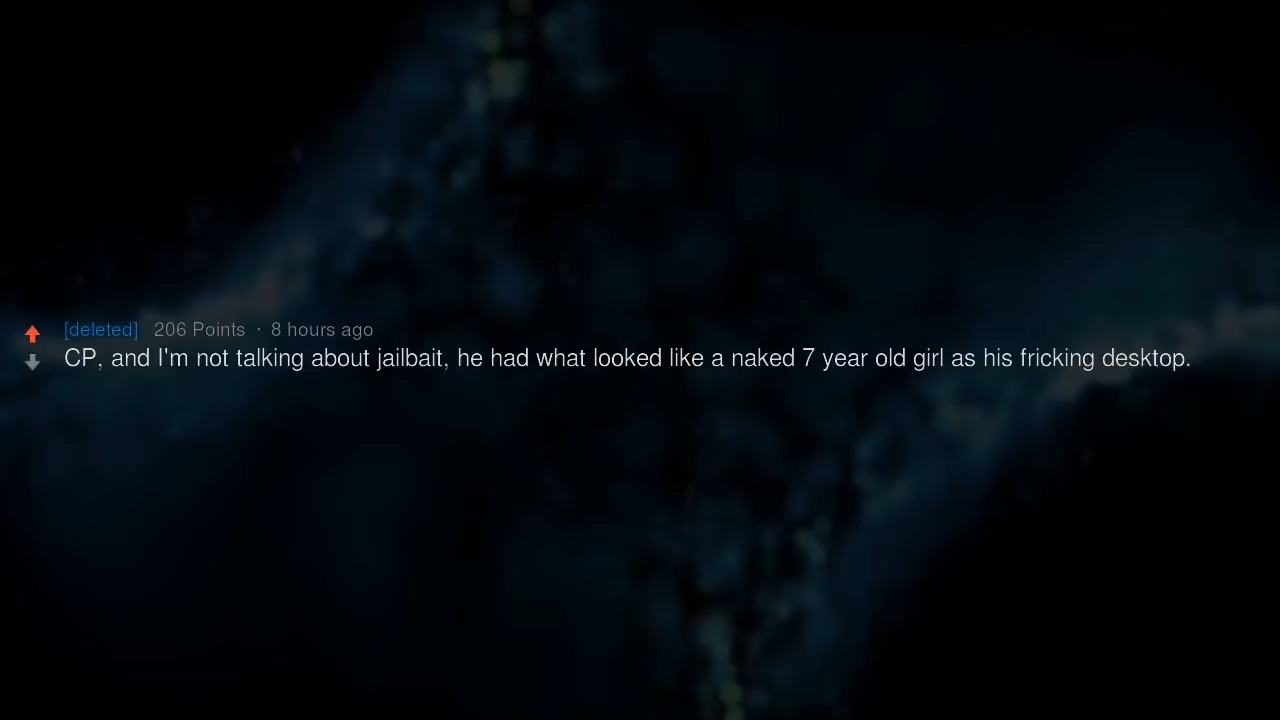 [deleted] 206 Points · 8 hours ago
CP, and I'm not talking about jailbait, he had what looked like a naked 7 year old girl as his fricking desktop.